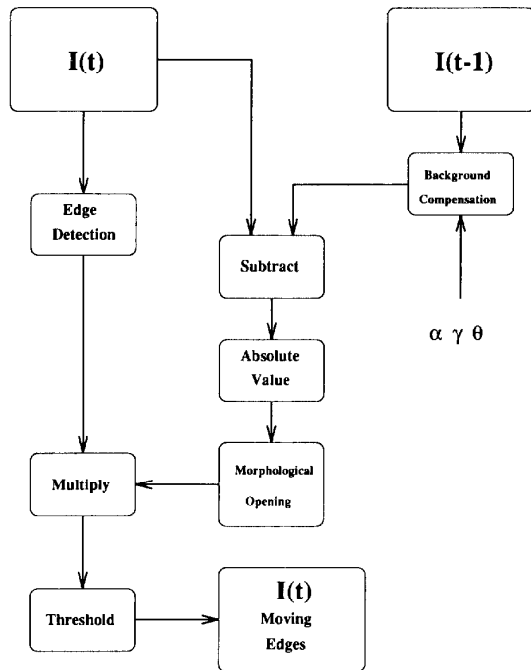 I(t)
I(t-1)
Edge
Detection
Background
Compensation
Subtract
α γ θ
Absolute
Value
Multiply
Morphological
Opening
Threshold
I(t)
Moving
Edges